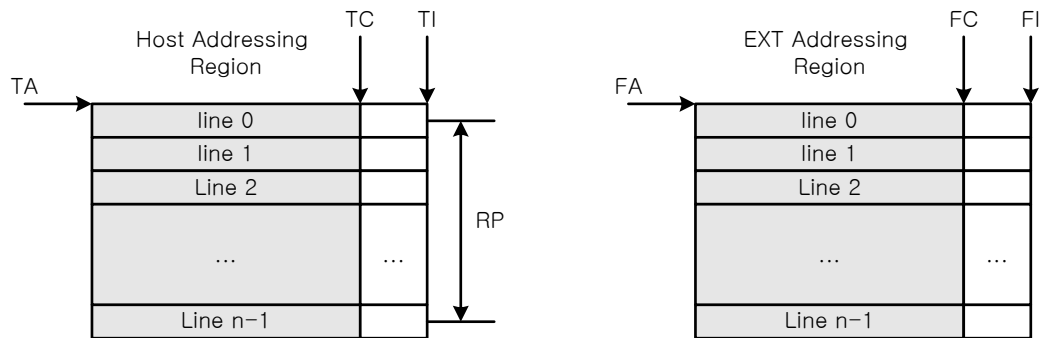 TC TI
Host Addressing
Region
TA
line 0
line 1
Line 2
... ...
Line n-1
RP
FC FI
EXT Addressing
Region
FA
line 0
line 1
Line 2
... ...
Line n-1